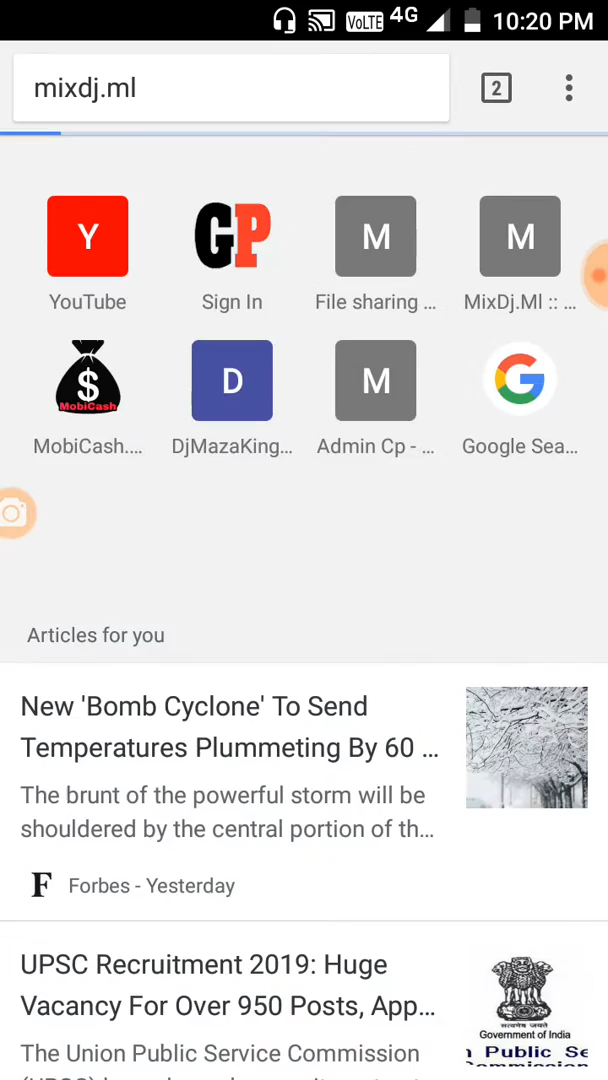 VoLTE 4G 10:20 PM
mixdj.ml
2
Y
GP
M
M
YouTube
Sign In
File sharing ...
MixDj.Ml :: ...
$
MobiCash
D
M
G
MobiCash....
DjMazaKing...
Admin Cp - ...
Google Sea...
Articles for you
New 'Bomb Cyclone' To Send
Temperatures Plummeting By 60 ...
The brunt of the powerful storm will be
shouldered by the central portion of th...
F Forbes - Yesterday
UPSC Recruitment 2019: Huge
Vacancy For Over 950 Posts, App...
सत्यमेव जयते
Government of India
Public Se
The Union Public Service Commission